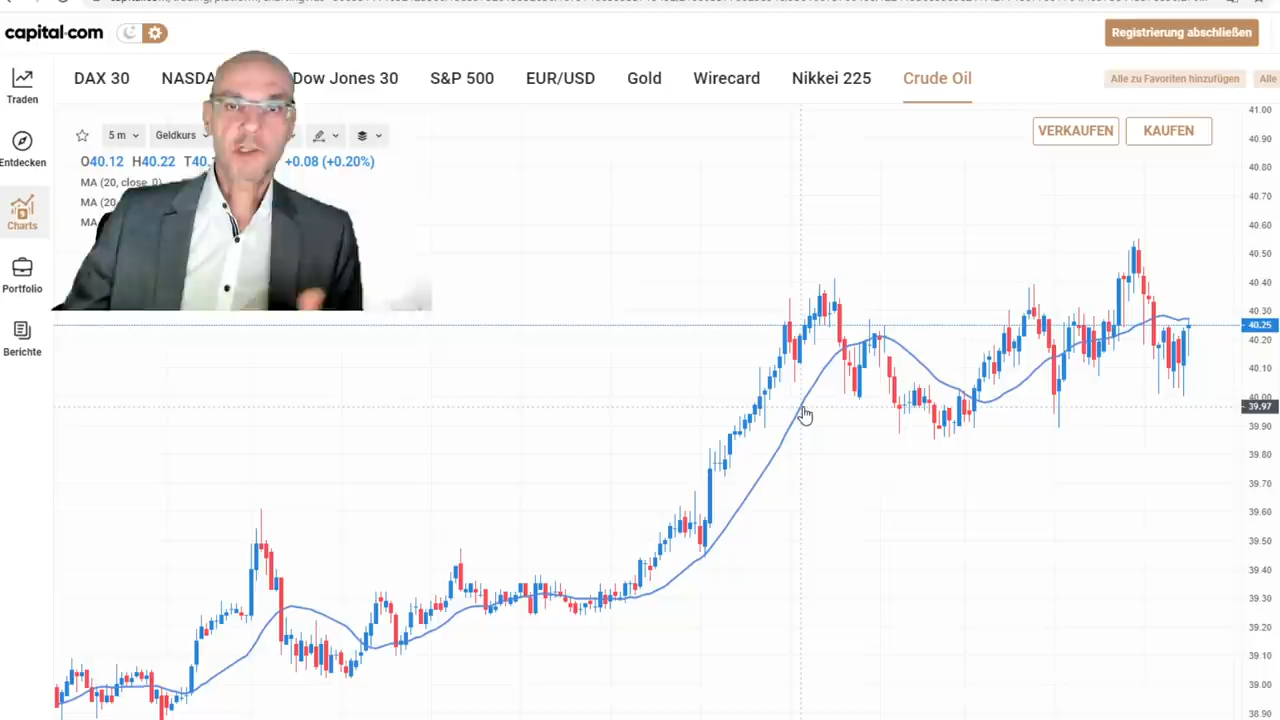 capital.com
Registrierung abschließen
DAX 30
Dow Jones 30
S&P 500
EUR/USD
Gold
Wirecard
Nikkei 225
Crude Oil
Alle zu Favoriten hinzufügen
Alle
Traden
Entdecken
Charts
Portfolio
Berichte
5 m
Geldkurs
VERKAUFEN
KAUFEN
O40.12 H40.22
+0.08 (+0.20%)
MA (20, close, 0)
MA (20
MA
41.00
40.90
40.80
40.70
40.60
40.50
40.40
40.30
40.25
40.20
40.10
40.00
39.97
39.90
39.80
39.70
39.60
39.50
39.40
39.30
39.20
39.10
39.00
38.90